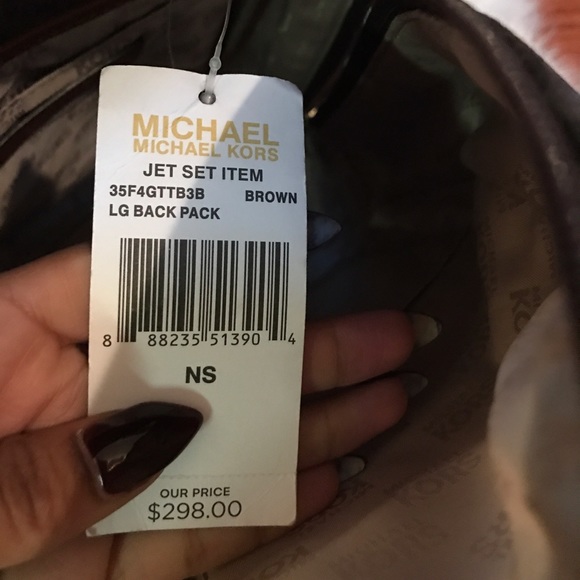 MICHAEL
MICHAEL KORS
JET SET ITEM
35F4GTTB3B BROWN
LG BACK PACK
8 88235 51390 4
NS
OUR PRICE
$298.00